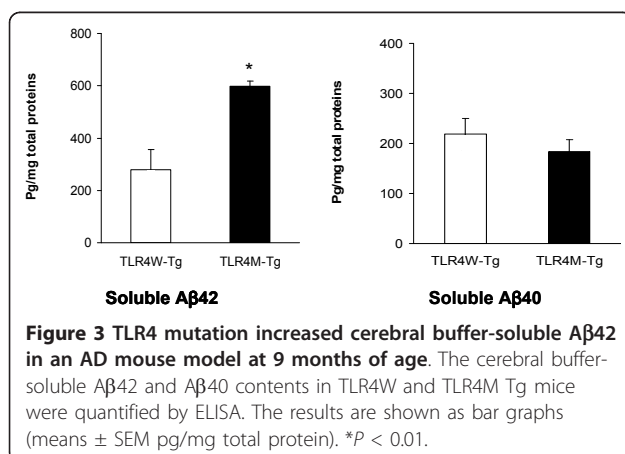 800
600
400
200
0
Pg/mg total proteins
*
TLR4W-Tg TLR4M-Tg
Soluble Aβ42
400
300
200
100
0
Pg/mg total proteins
TLR4W-Tg TLR4M-Tg
Soluble Aβ40
Figure 3 TLR4 mutation increased cerebral buffer-soluble Aβ42
in an AD mouse model at 9 months of age. The cerebral buffer-
soluble Aβ42 and Aβ40 contents in TLR4W and TLR4M Tg mice
were quantified by ELISA. The results are shown as bar graphs
(means ± SEM pg/mg total protein). *P < 0.01.